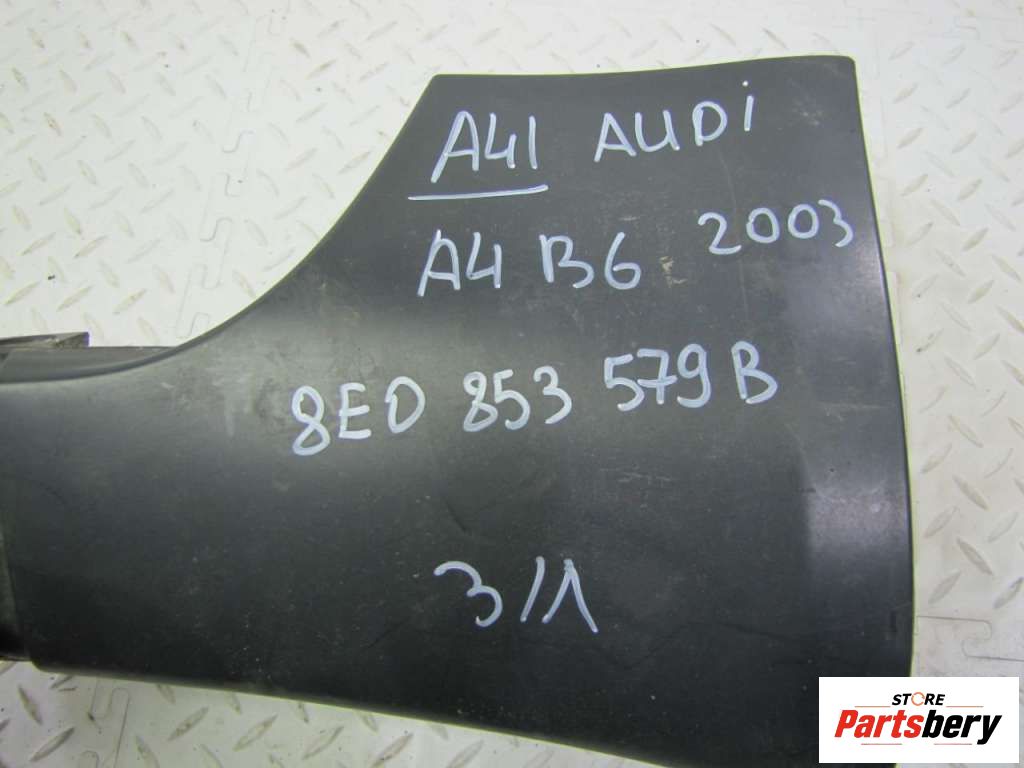 A41 AUDi
A4 B6 2003
8E0 853 579 B
3/1
STORE
Partsbery